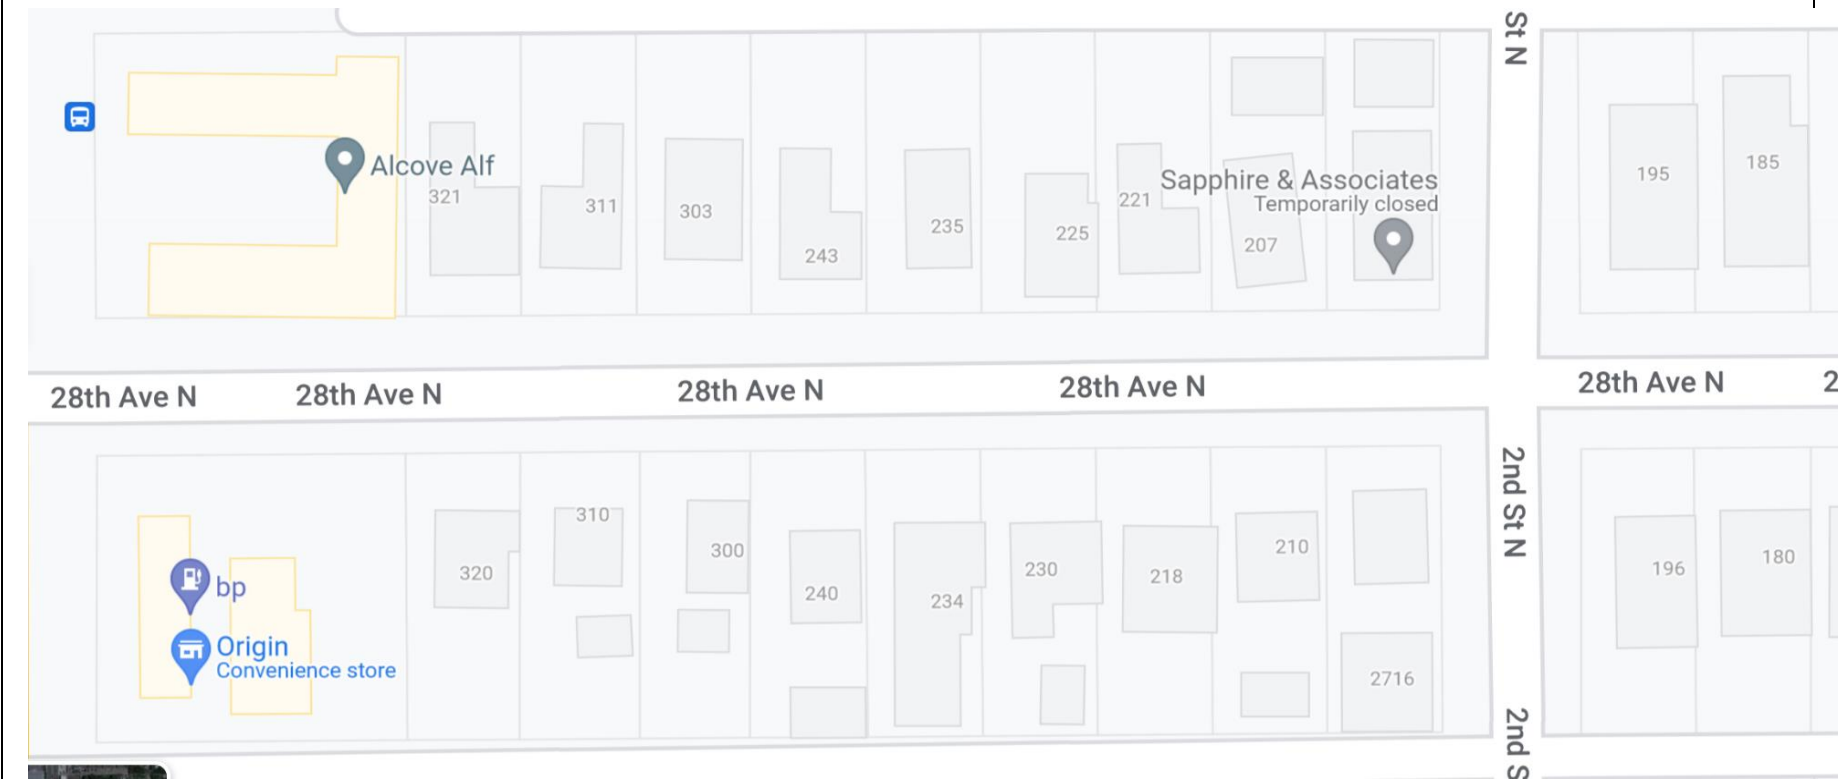 St N
Alcove Alf
321
311
303
243
235
225
221
Sapphire & Associates
Temporarily closed
207
195
185
28th Ave N
28th Ave N
28th Ave N
28th Ave N
28th Ave N
2
2nd St N
320
310
300
240
234
230
218
210
196
180
bp
Origin
Convenience store
2716
2nd S